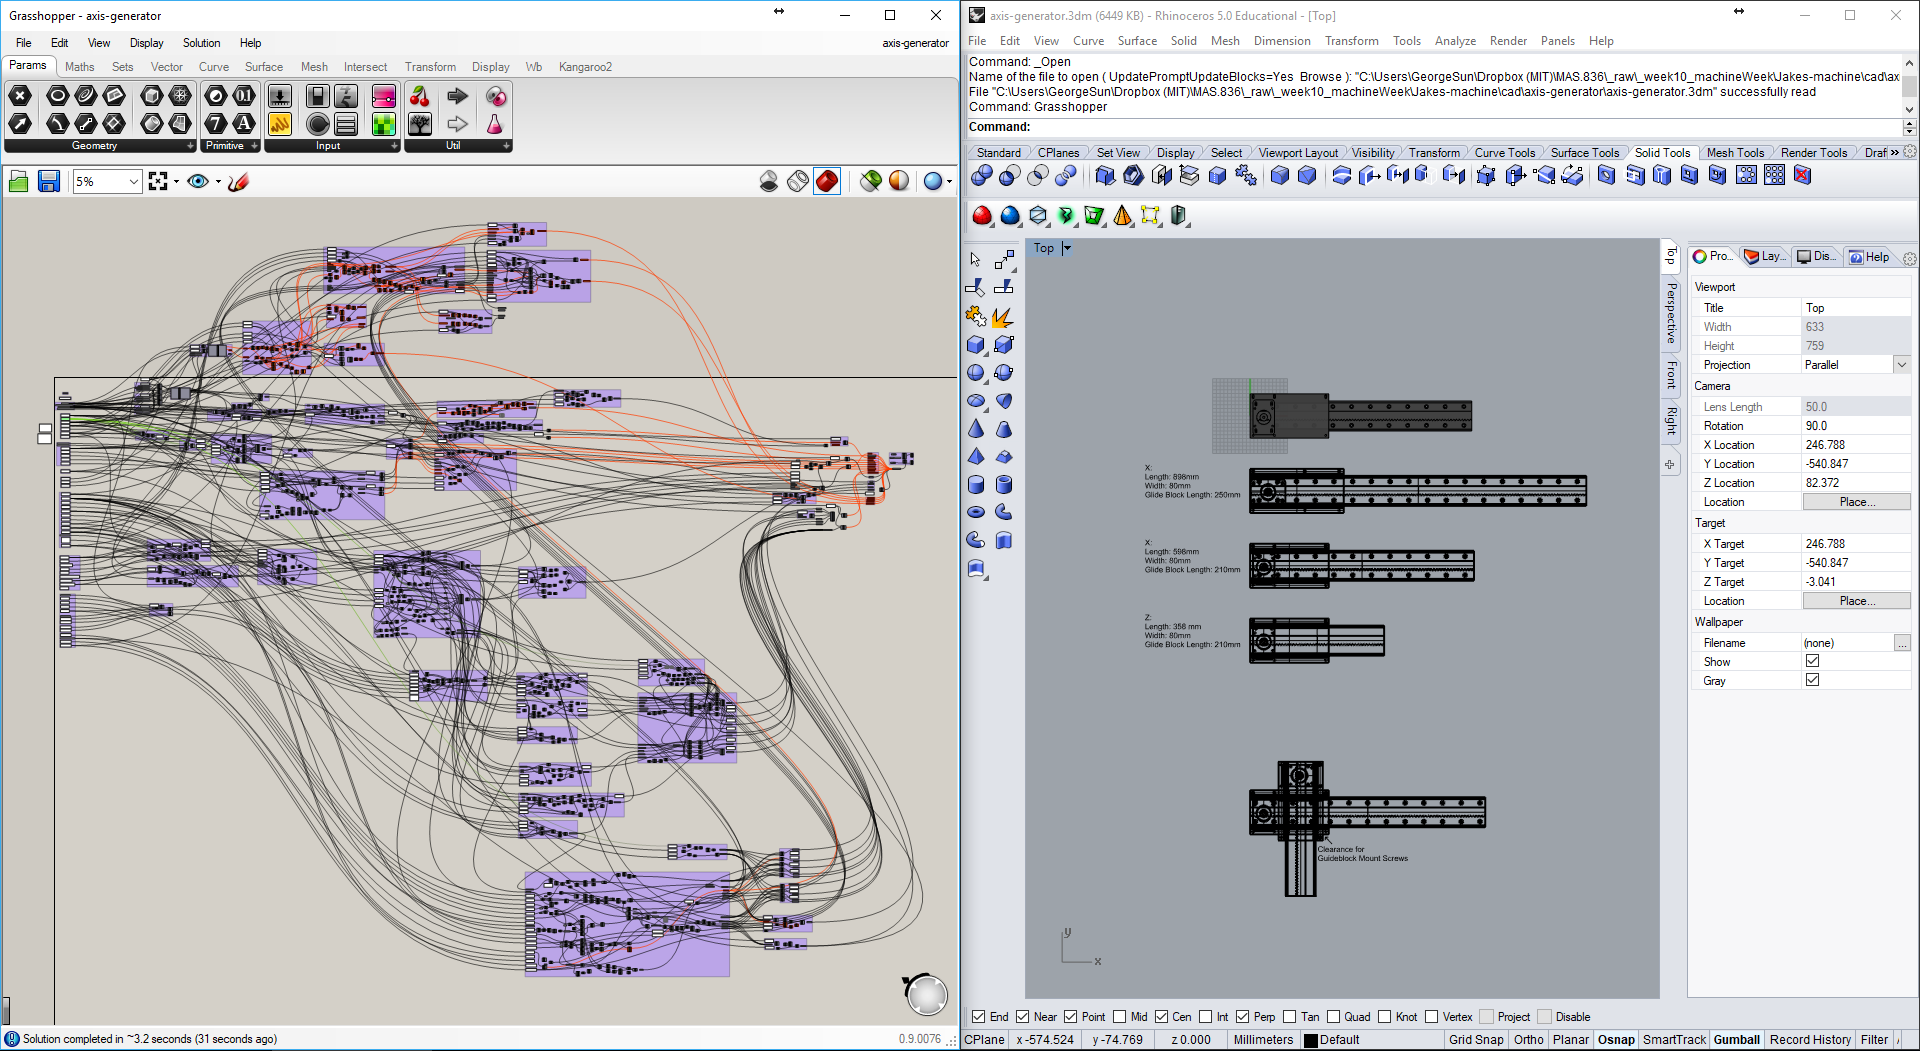 Grasshopper - axis-generator
File Edit View Display Solution Help axis-generator
Params Maths Sets Vector Curve Surface Mesh Intersect Transform Display Wb Kangaroo2
Geometry Primitive Input Util
5%
Solution completed in ~3.2 seconds (31 seconds ago) 0.9.0076
axis-generator.3dm (6449 KB) - Rhinoceros 5.0 Educational - [Top]
File Edit View Curve Surface Solid Mesh Dimension Transform Tools Analyze Render Panels Help
Command: _Open
Name of the file to open ( UpdatePromptUpdateBlocks=Yes Browse ): "C:\Users\GeorgeSun\Dropbox (MIT)\MAS.836\_raw\_week10_machineWeek\Jakes-machine\cad\ax
File "C:\Users\GeorgeSun\Dropbox (MIT)\MAS.836\_raw\_week10_machineWeek\Jakes-machine\cad\axis-generator\axis-generator.3dm" successfully read
Command: Grasshopper
Command:
Standard CPlanes Set View Display Select Viewport Layout Visibility Transform Curve Tools Surface Tools Solid Tools Mesh Tools Render Tools Draft »
Top
X:
Length: 898mm
Width: 80mm
Glide Block Length: 250mm
X:
Length: 598mm
Width: 80mm
Glide Block Length: 210mm
Z:
Length: 356 mm
Width: 80mm
Glide Block Length: 210mm
Clearance for
Guideblock Mount Screws
y
x
Top
Perspective
Front
Right
Pro... Lay... Dis... Help
Viewport
Title Top
Width 633
Height 759
Projection Parallel
Camera
Lens Length 50.0
Rotation 90.0
X Location 246.788
Y Location -540.847
Z Location 82.372
Location Place...
Target
X Target 246.788
Y Target -540.847
Z Target -3.041
Location Place...
Wallpaper
Filename (none) ...
Show
Gray
End Near Point Mid Cen Int Perp Tan Quad Knot Vertex Project Disable
CPlane x -574.524 y -74.769 z 0.000 Millimeters Default Grid Snap Ortho Planar Osnap SmartTrack Gumball Record History Filter